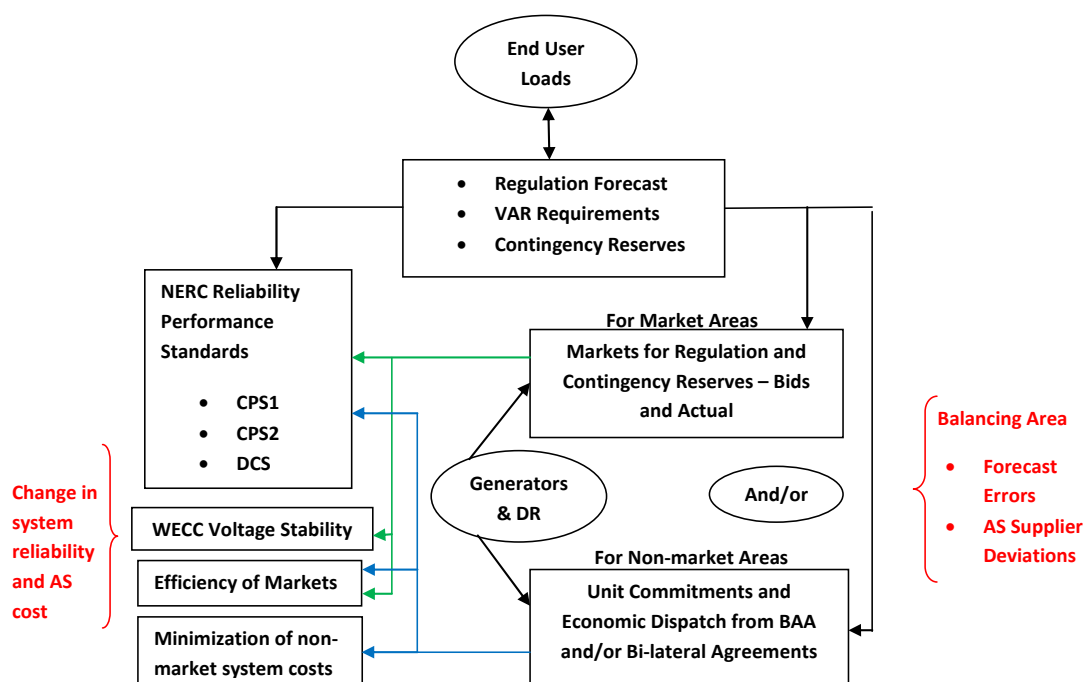 End User
Loads
• Regulation Forecast
• VAR Requirements
• Contingency Reserves
NERC Reliability
Performance
Standards
• CPS1
• CPS2
• DCS
For Market Areas
Markets for Regulation and
Contingency Reserves – Bids
and Actual
Balancing Area
• Forecast
Errors
• AS Supplier
Deviations
Generators
& DR
And/or
Change in
system
reliability
and AS
cost
WECC Voltage Stability
Efficiency of Markets
Minimization of non-
market system costs
For Non-market Areas
Unit Commitments and
Economic Dispatch from BAA
and/or Bi-lateral Agreements